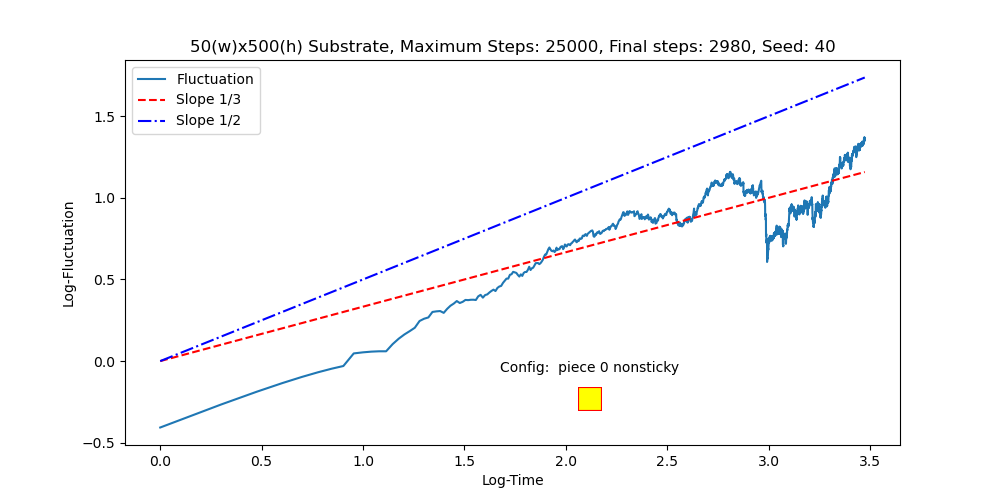 50(w)x500(h) Substrate, Maximum Steps: 25000, Final steps: 2980, Seed: 40
Fluctuation
Slope 1/3
Slope 1/2
1.5
1.0
0.5
0.0
−0.5
Log-Fluctuation
Config:  piece 0 nonsticky
0.0 0.5 1.0 1.5 2.0 2.5 3.0 3.5
Log-Time